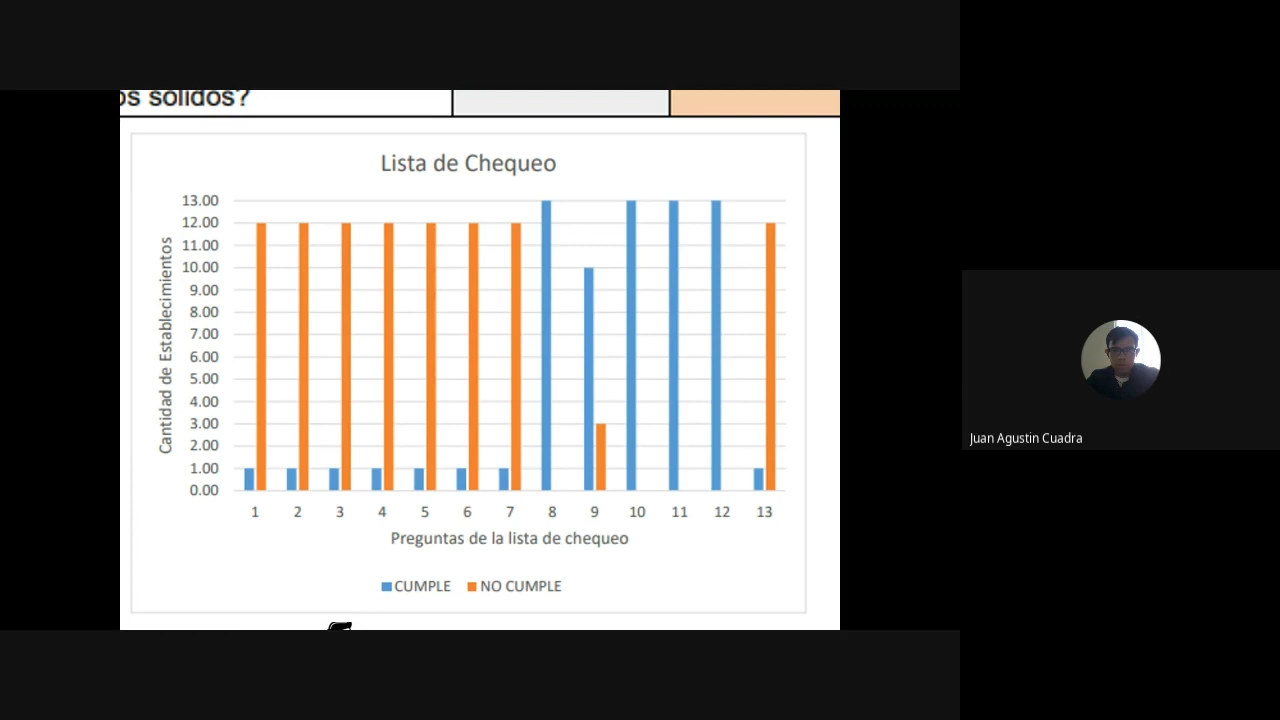 os sólidos?
Lista de Chequeo
Cantidad de Establecimientos
13.00
12.00
11.00
10.00
9.00
8.00
7.00
6.00
5.00
4.00
3.00
2.00
1.00
0.00
1 2 3 4 5 6 7 8 9 10 11 12 13
Preguntas de la lista de chequeo
CUMPLE NO CUMPLE
Juan Agustin Cuadra